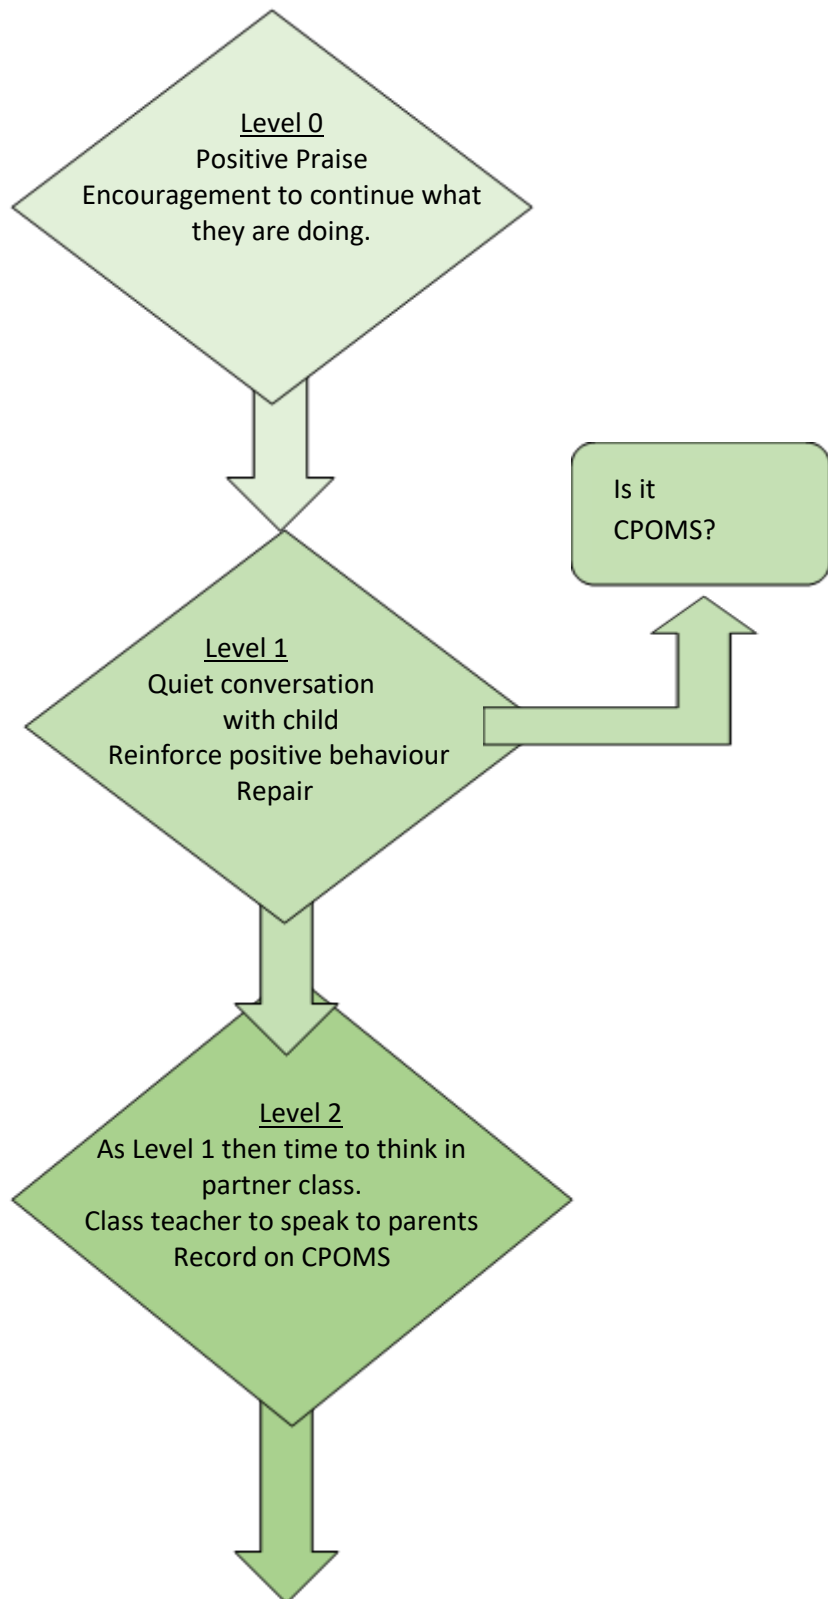 Level 0
Positive Praise
Encouragement to continue what
they are doing.
Is it
CPOMS?
Level 1
Quiet conversation
with child
Reinforce positive behaviour
Repair
Level 2
As Level 1 then time to think in
partner class.
Class teacher to speak to parents
Record on CPOMS